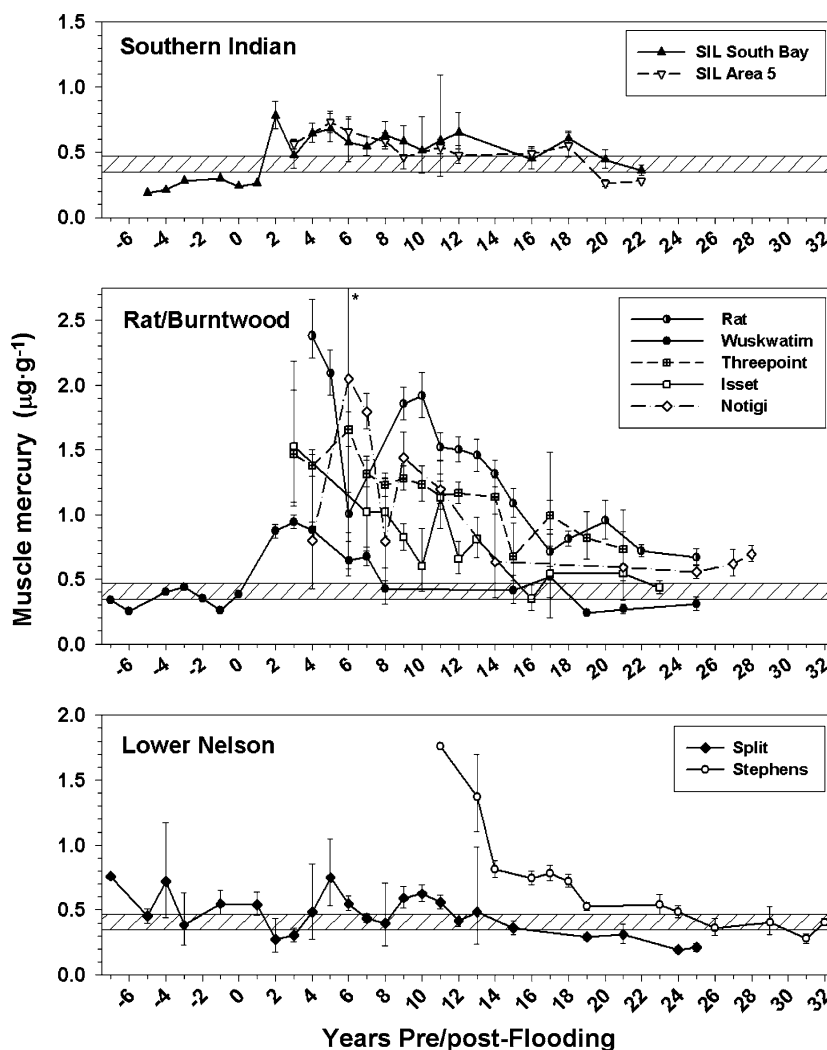 Southern Indian
SIL South Bay
SIL Area 5
1.5
1.0
0.5
0.0
-6 -4 -2 0 2 4 6 8 10 12 14 16 18 20 22 24 26 28 30 32
Muscle mercury (µg·g⁻¹)
Rat/Burntwood
*
Rat
Wuskwatim
Threepoint
Isset
Notigi
2.5
2.0
1.5
1.0
0.5
0.0
-6 -4 -2 0 2 4 6 8 10 12 14 16 18 20 22 24 26 28 30 32
Lower Nelson
Split
Stephens
2.0
1.5
1.0
0.5
0.0
-6 -4 -2 0 2 4 6 8 10 12 14 16 18 20 22 24 26 28 30 32
Years Pre/post-Flooding